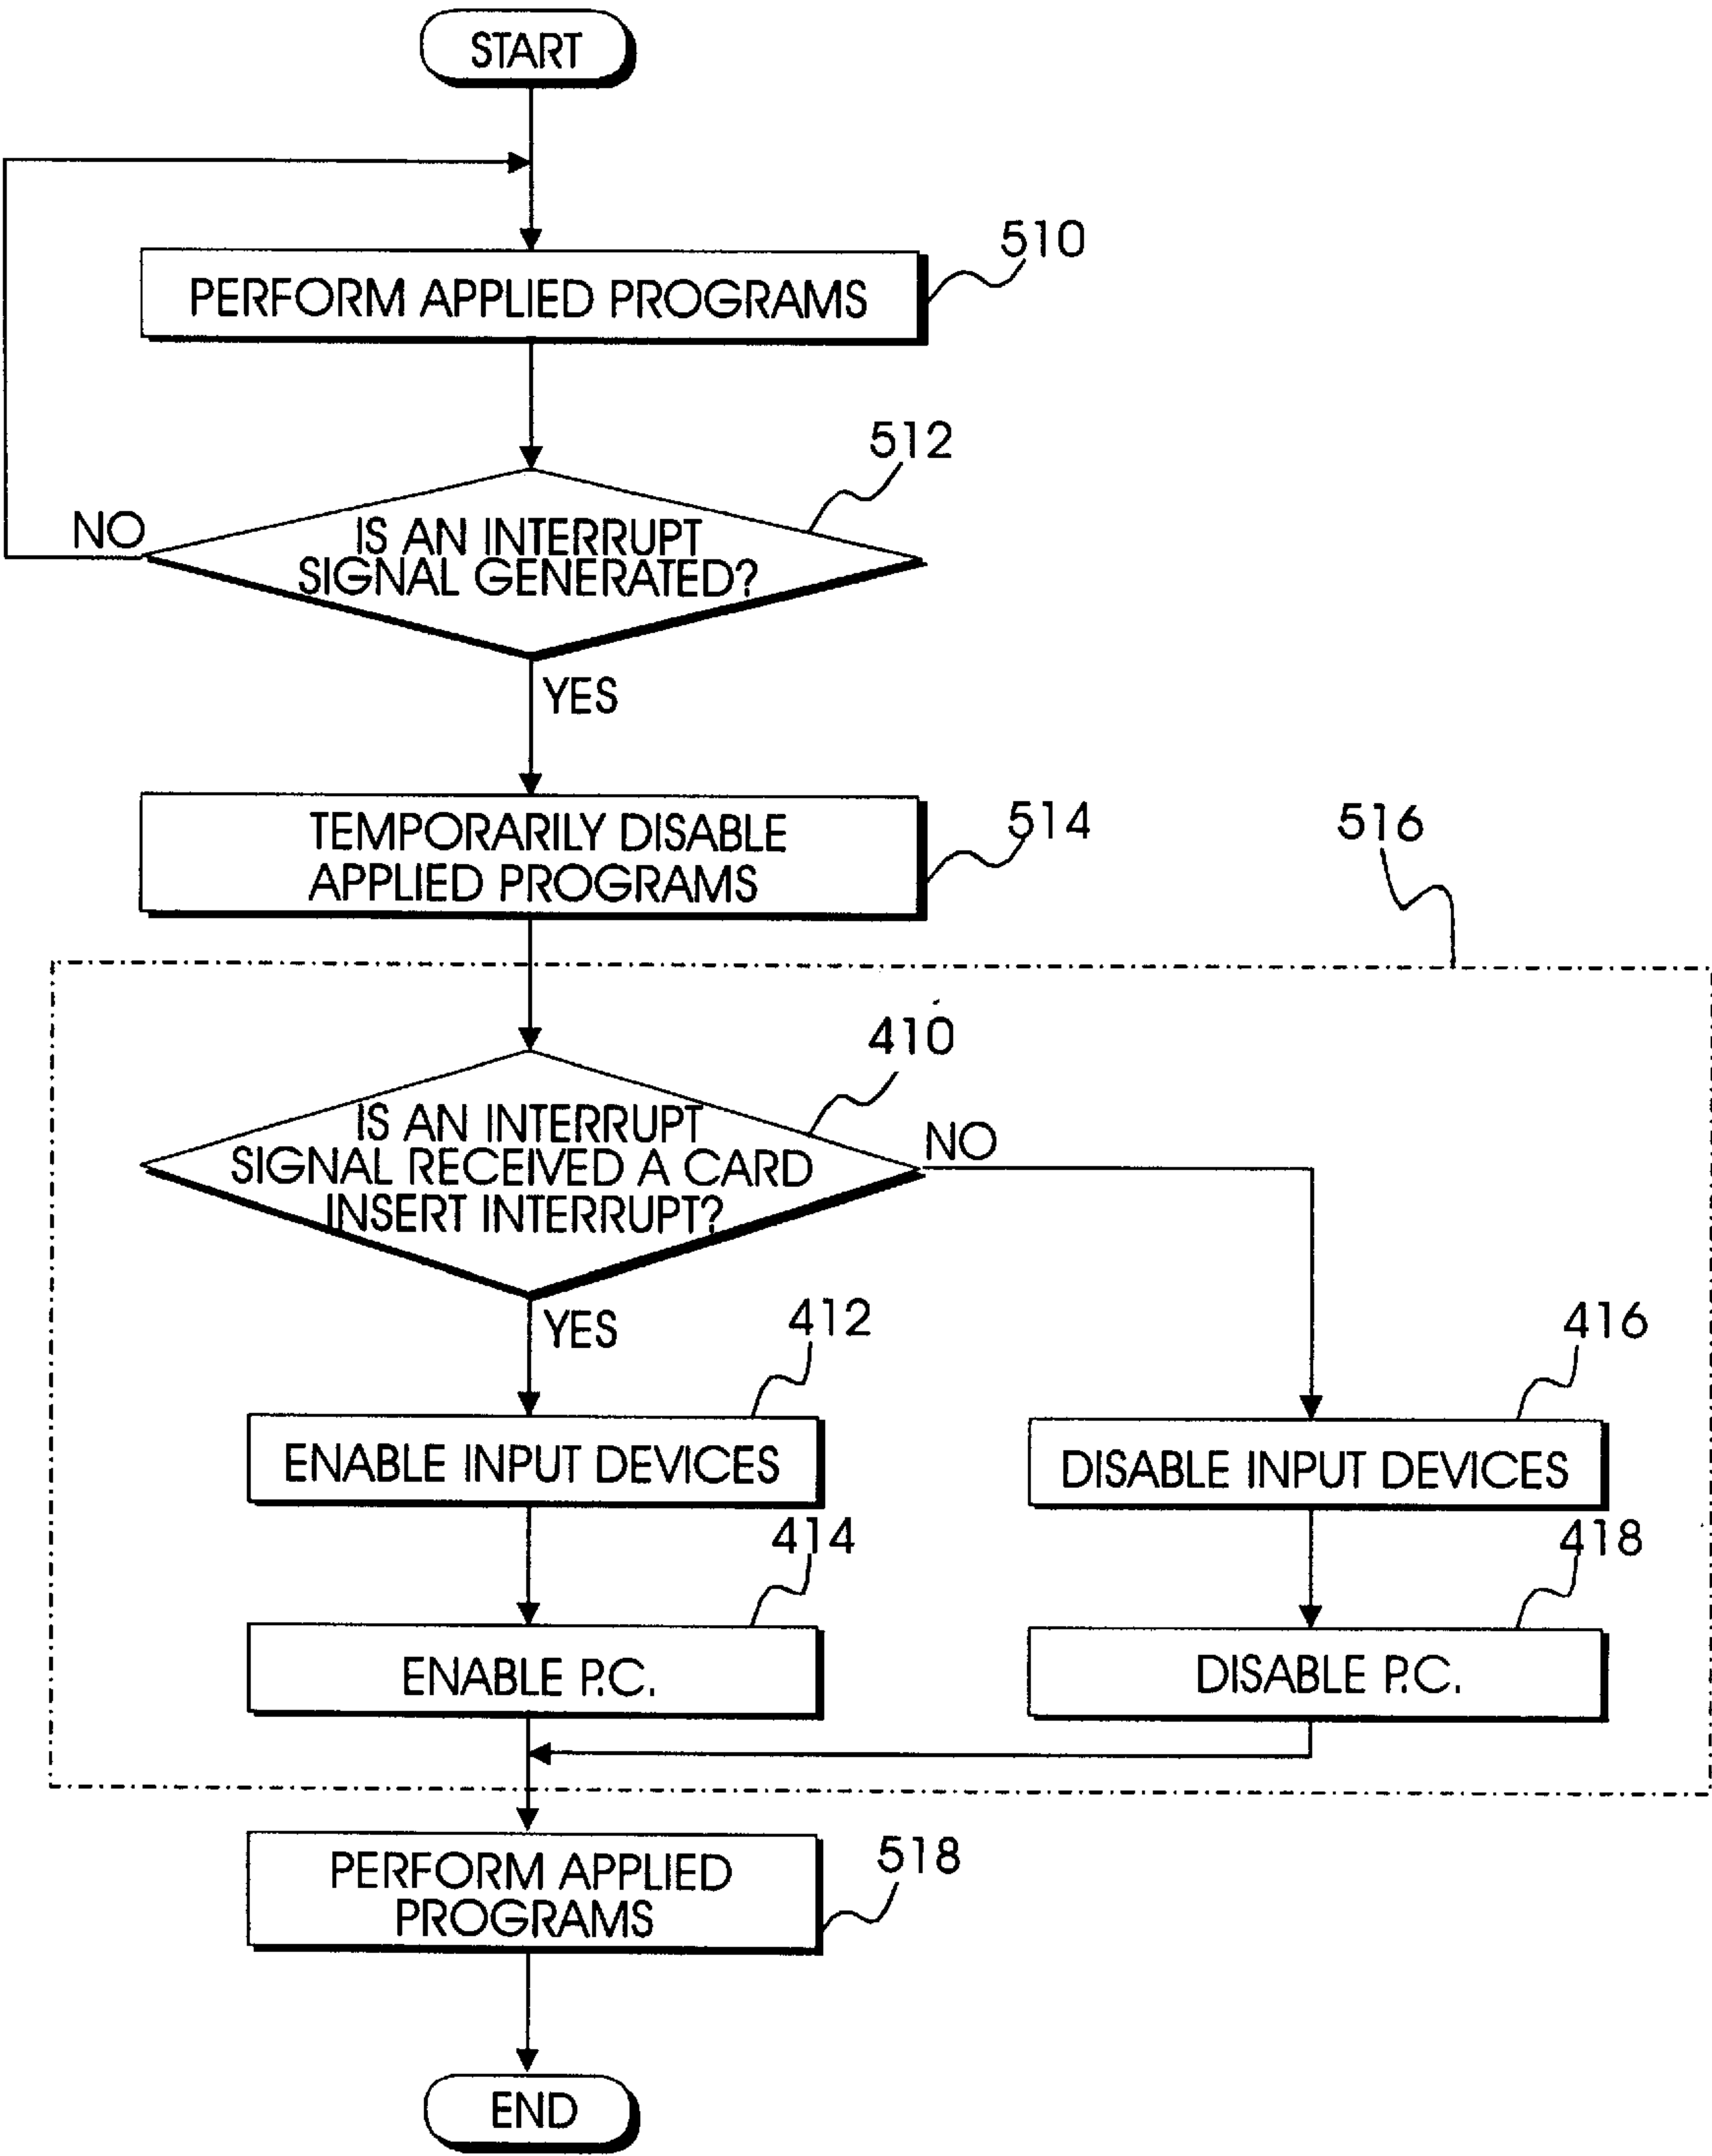 START
510
PERFORM APPLIED PROGRAMS
512
NO
IS AN INTERRUPT
SIGNAL GENERATED?
YES
514
516
TEMPORARILY DISABLE
APPLIED PROGRAMS
410
NO
IS AN INTERRUPT
SIGNAL RECEIVED A CARD
INSERT INTERRUPT?
YES
412
416
ENABLE INPUT DEVICES
DISABLE INPUT DEVICES
414
418
ENABLE P.C.
DISABLE P.C.
518
PERFORM APPLIED
PROGRAMS
END